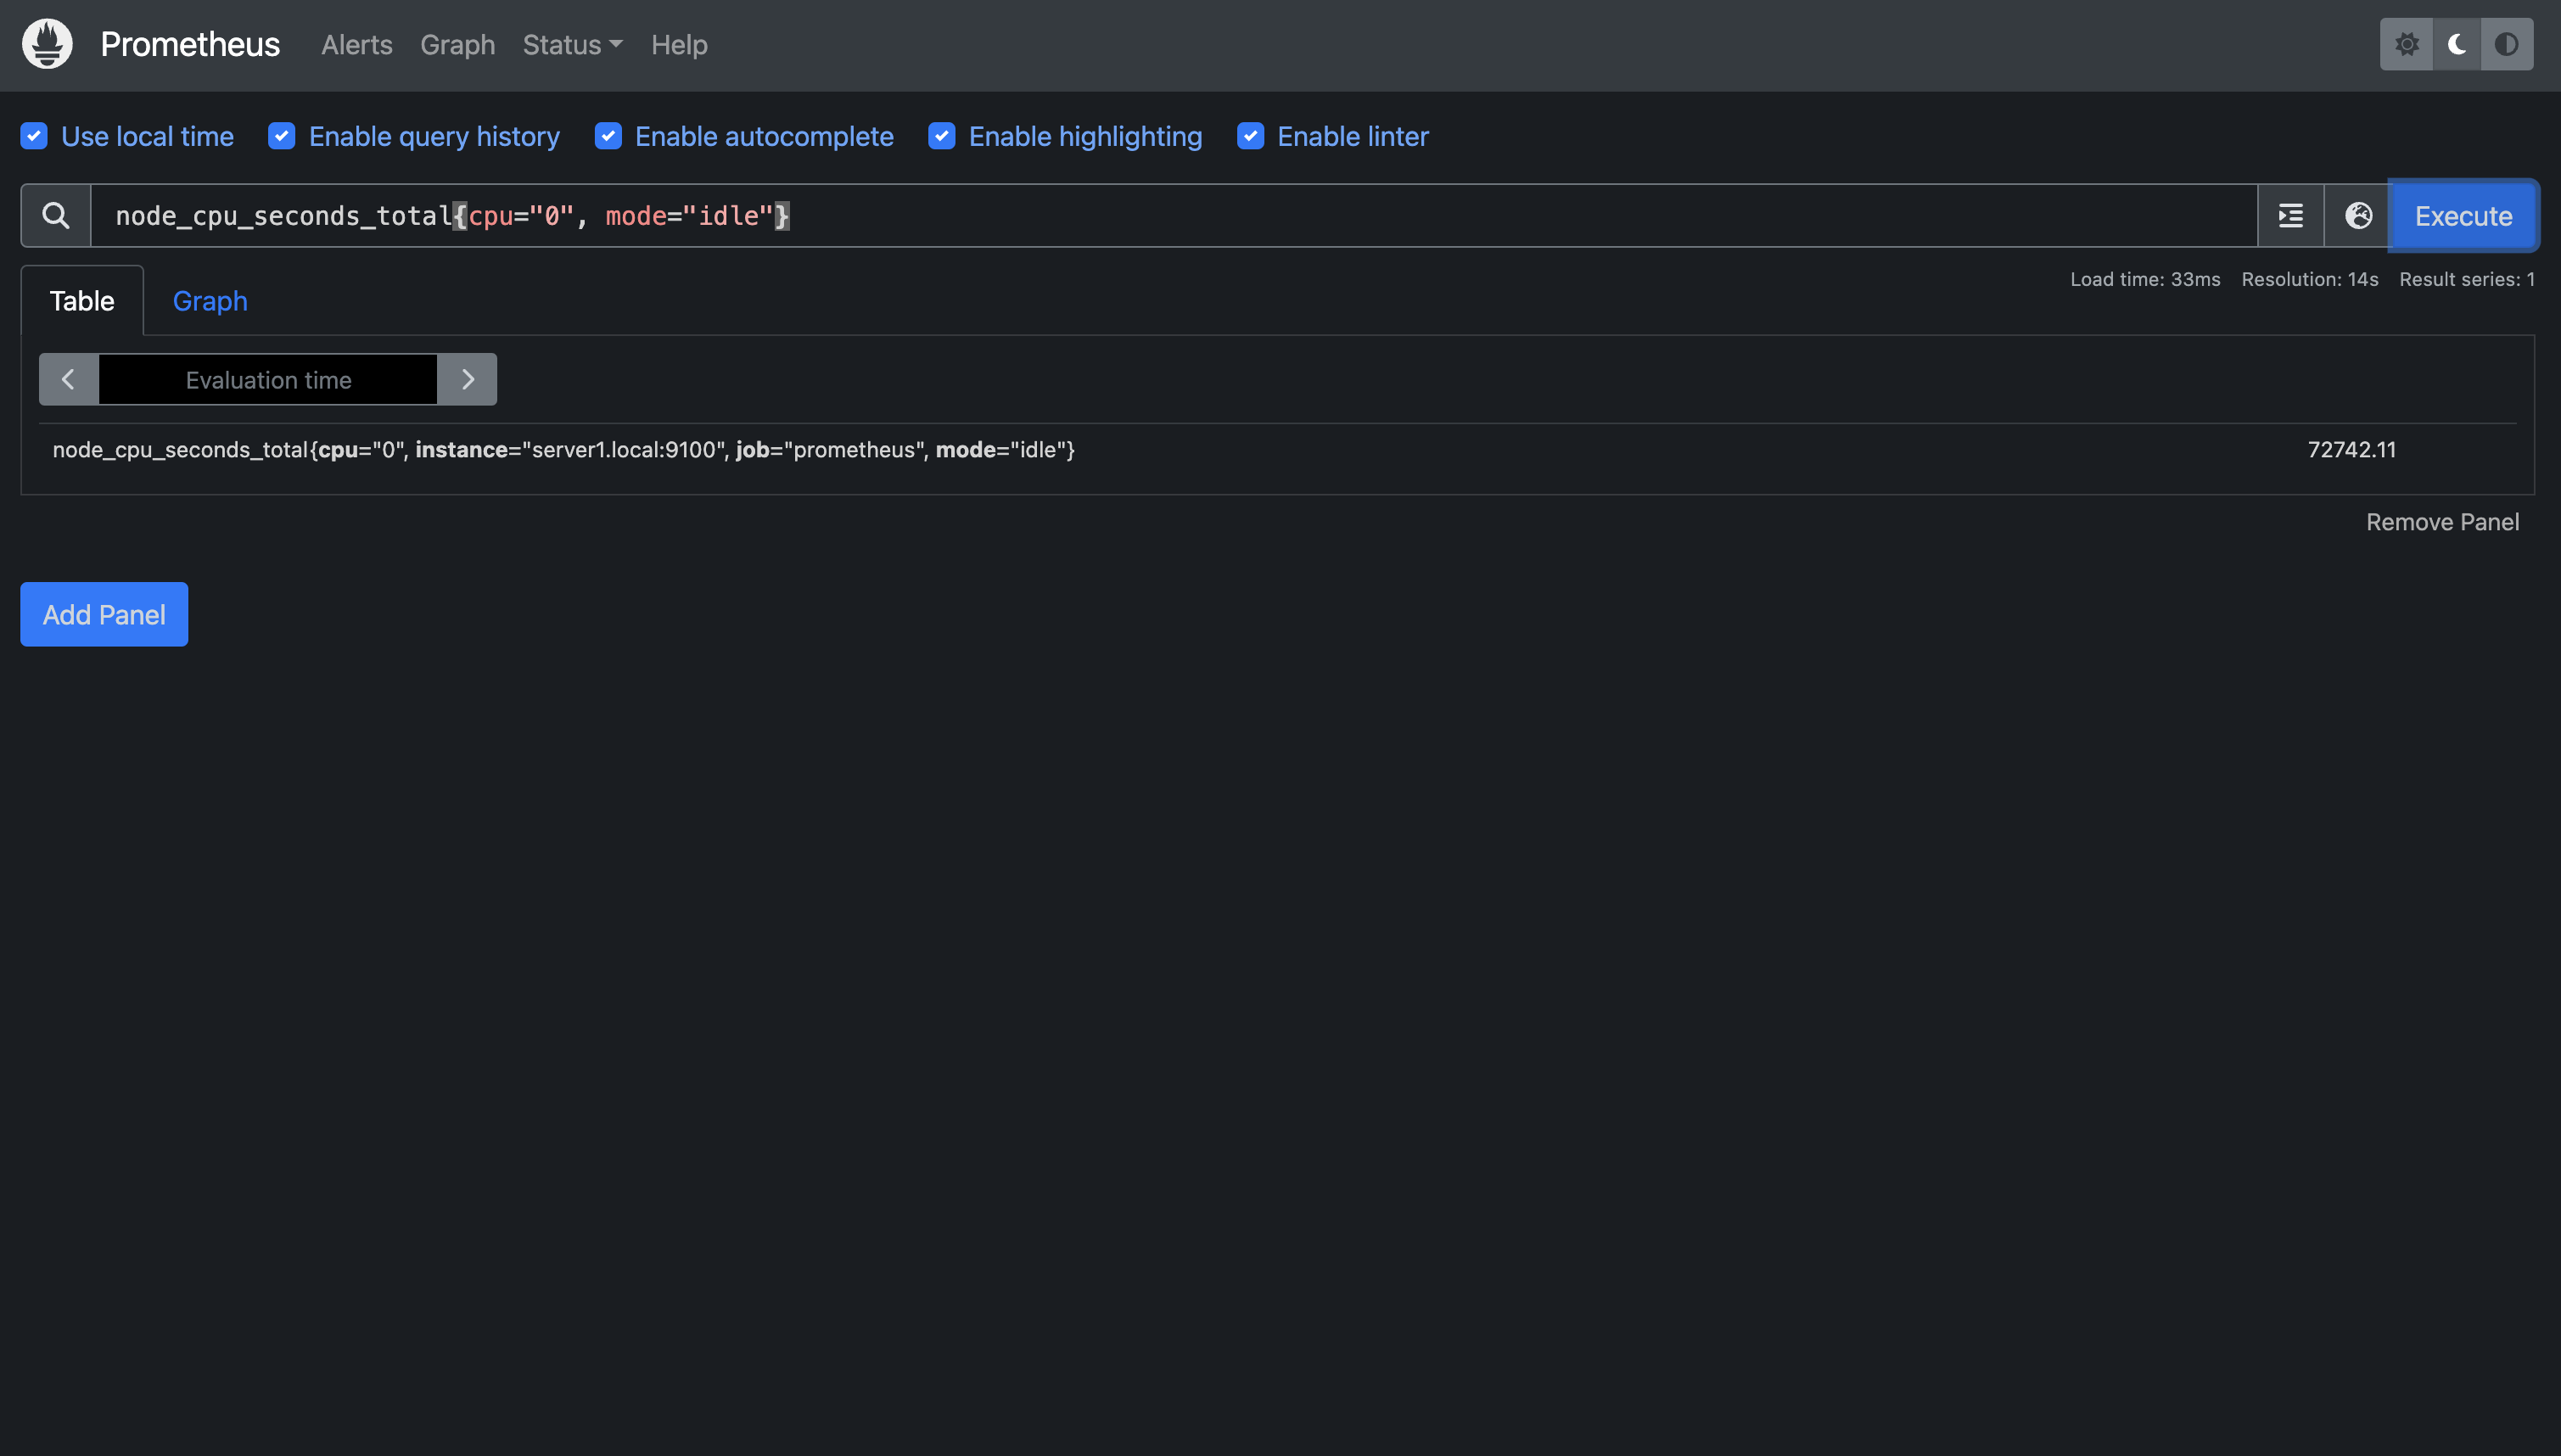 Prometheus Alerts Graph Status Help
Use local time Enable query history Enable autocomplete Enable highlighting Enable linter
node_cpu_seconds_total{cpu="0", mode="idle"} Execute
Table Graph Load time: 33ms Resolution: 14s Result series: 1
Evaluation time
node_cpu_seconds_total{cpu="0", instance="server1.local:9100", job="prometheus", mode="idle"} 72742.11
Remove Panel
Add Panel